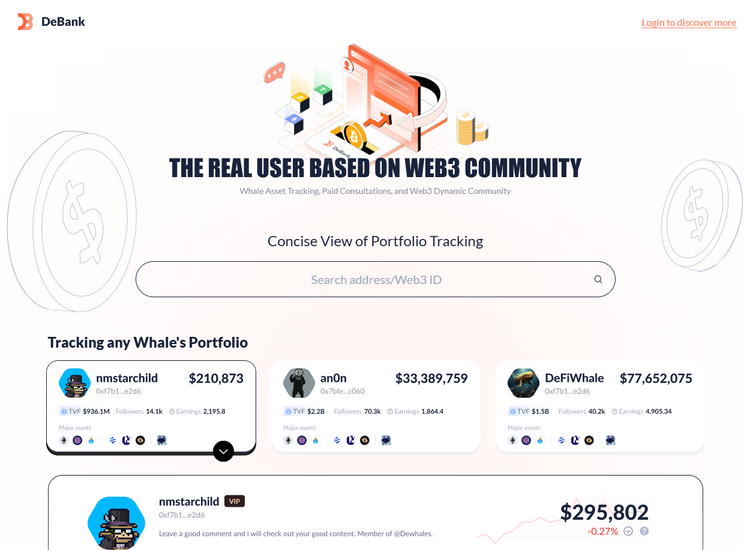 DeBank
Login to discover more
DeBank
THE REAL USER BASED ON WEB3 COMMUNITY
Whale Asset Tracking, Paid Consultations, and Web3 Dynamic Community
Concise View of Portfolio Tracking
Search address/Web3 ID
Tracking any Whale's Portfolio
nmstarchild $210,873
0xf7b1...e2d6
TVF $936.1M Followers 14.1k Earnings 2,195.8
Major assets
an0n $33,389,759
0x7bfe...c060
TVF $2.2B Followers 70.3k Earnings 1,864.4
Major assets
DeFiWhale $77,652,075
0xf7b1...e2d6
TVF $1.5B Followers 40.2k Earnings 4,905.34
Major assets
nmstarchild VIP
0xf7b1...e2d6
Leave a good comment and i will check out your good content. Member of @Dewhales.
$295,802
-0.27%